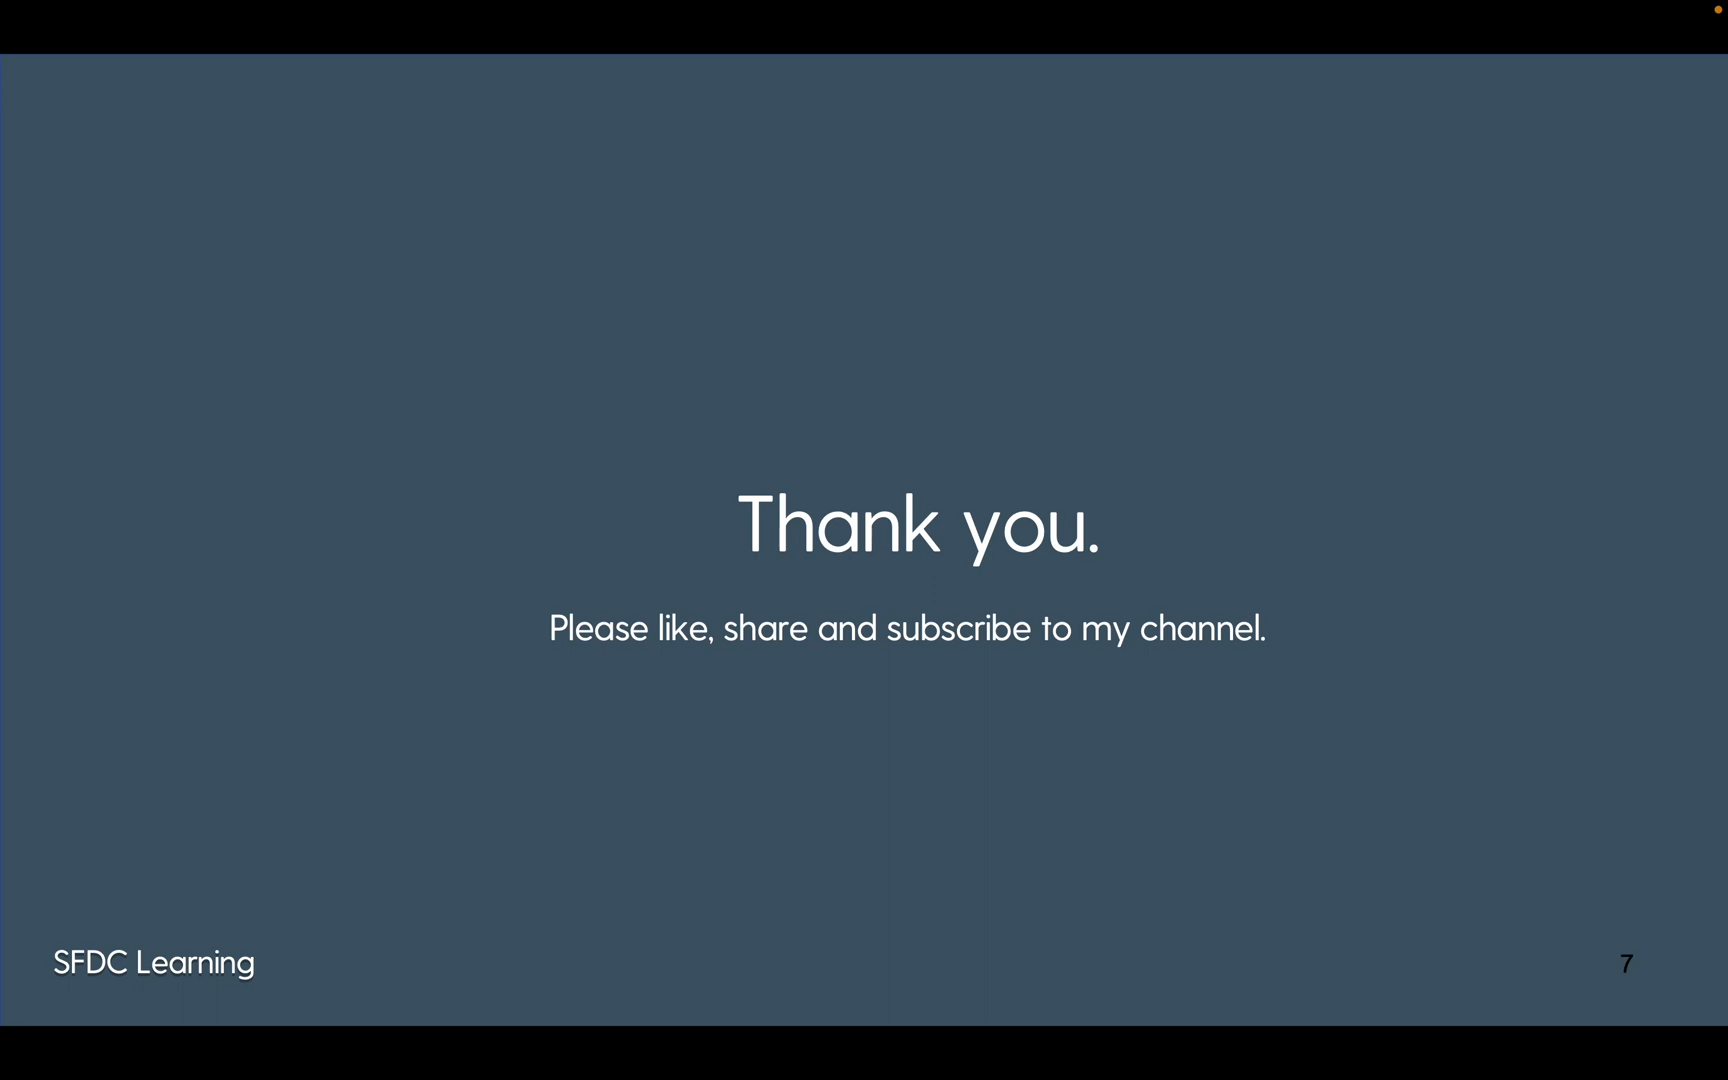 Thank you.
Please like, share and subscribe to my channel.
SFDC Learning
7